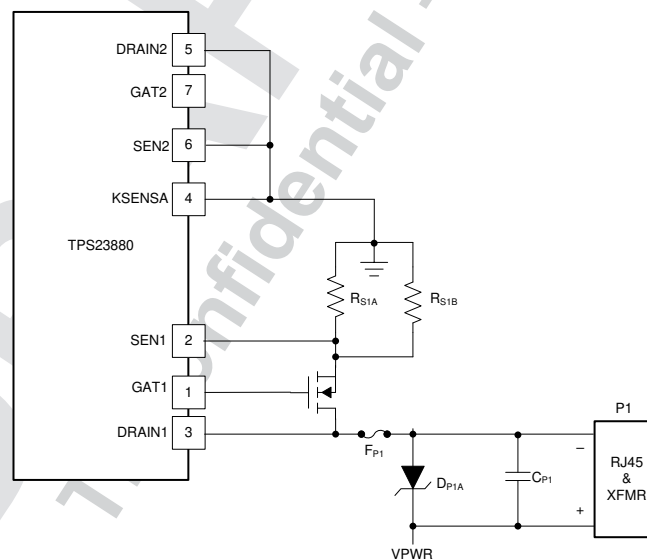 DRAIN2 5
GAT2 7
SEN2 6
KSENSA 4
TPS23880
RS1A
RS1B
SEN1 2
GAT1 1
DRAIN1 3
FP1
DP1A
CP1
P1
–
RJ45
&
XFMR
+
VPWR